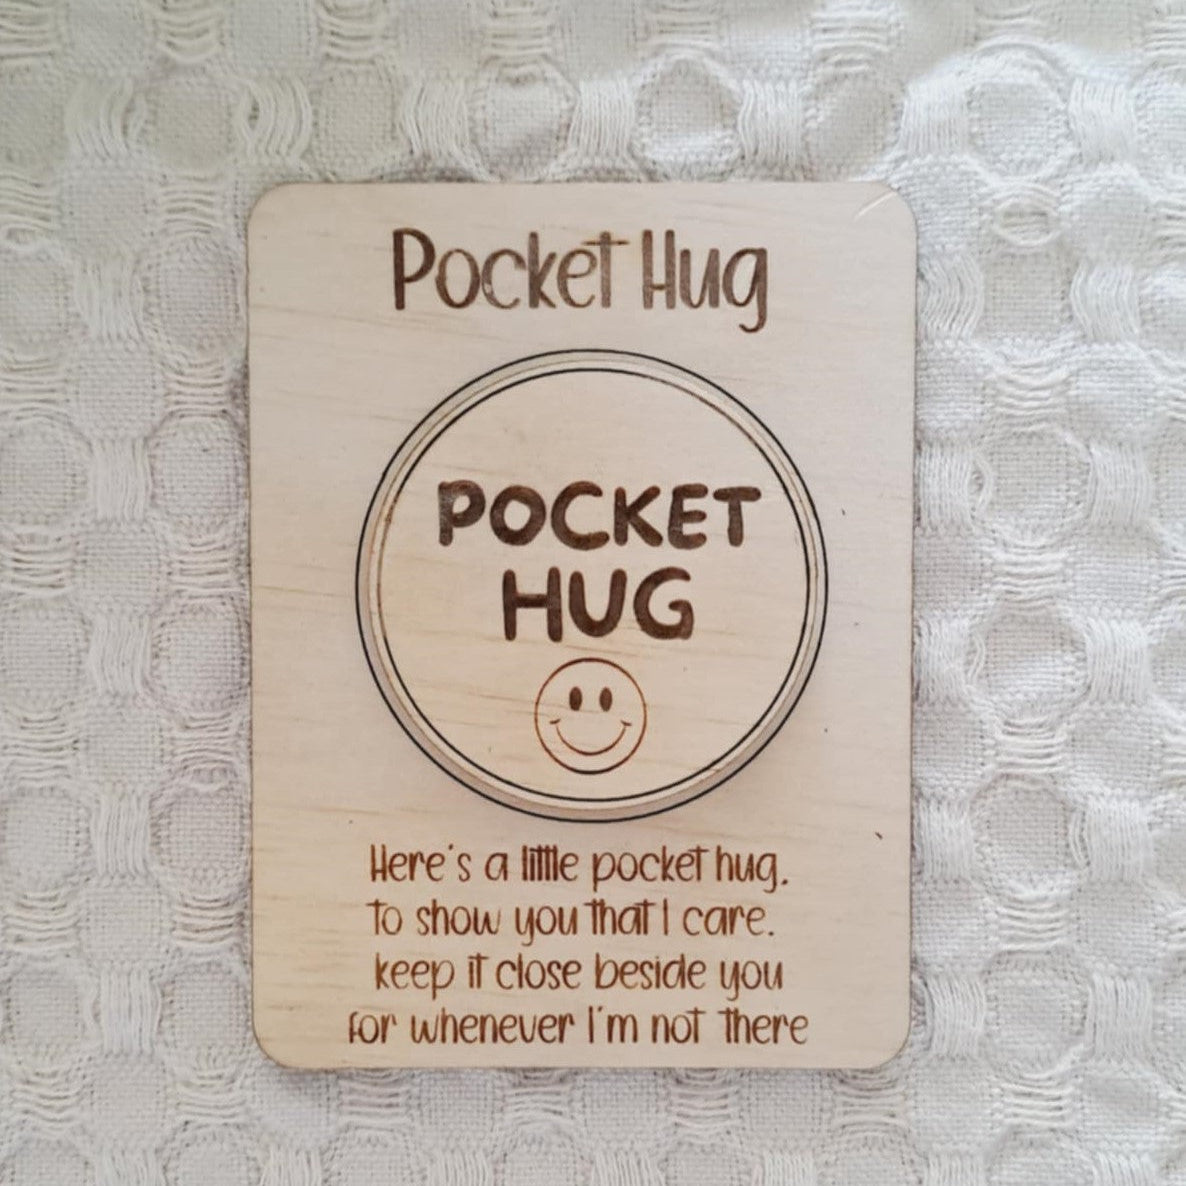 Pocket Hug
POCKET
HUG
Here's a little pocket hug.
To show you that I care.
keep it close beside you
for whenever I'm not there